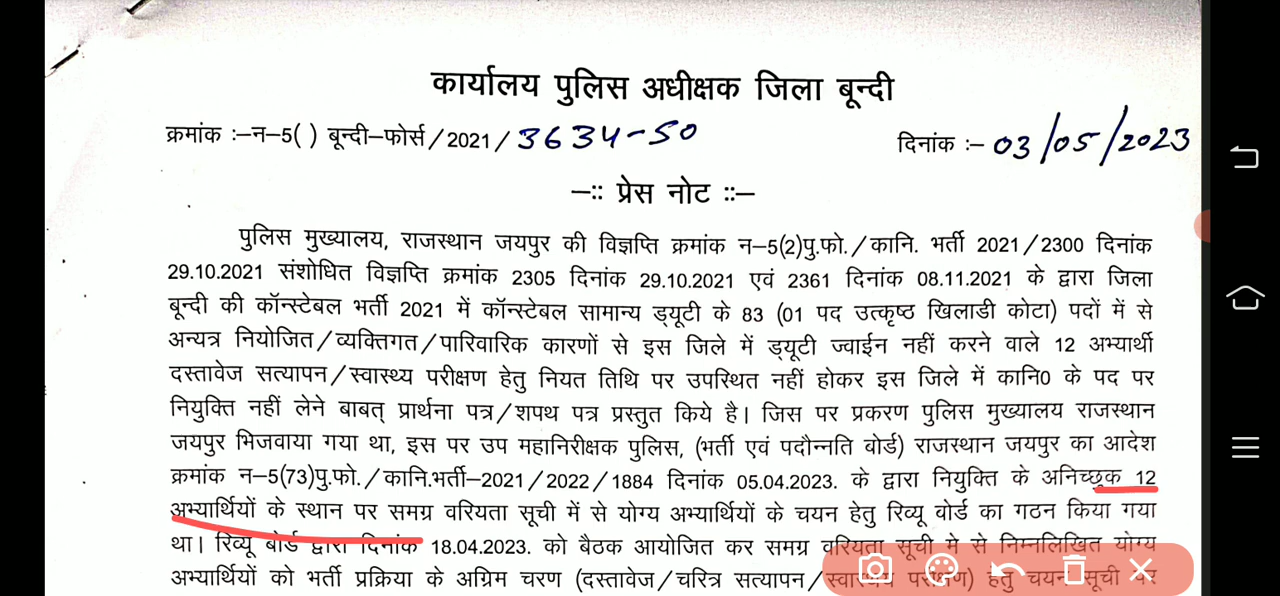 कार्यालय पुलिस अधीक्षक जिला बून्दी
क्रमांक :–न–5( ) बून्दी–फोर्स/2021/3634-50 दिनांक :– 03/05/2023
–:: प्रेस नोट ::–
पुलिस मुख्यालय, राजस्थान जयपुर की विज्ञप्ति क्रमांक न–5(2)पु.फो./कानि. भर्ती 2021/2300 दिनांक
29.10.2021 संशोधित विज्ञप्ति क्रमांक 2305 दिनांक 29.10.2021 एवं 2361 दिनांक 08.11.2021 के द्वारा जिला
बून्दी की कॉन्स्टेबल भर्ती 2021 में कॉन्स्टेबल सामान्य ड्यूटी के 83 (01 पद उत्कृष्ठ खिलाडी कोटा) पदों में से
अन्यत्र नियोजित/व्यक्तिगत/पारिवारिक कारणों से इस जिले में ड्यूटी ज्वाईन नहीं करने वाले 12 अभ्यार्थी
दस्तावेज सत्यापन/स्वास्थ्य परीक्षण हेतु नियत तिथि पर उपस्थित नहीं होकर इस जिले में कानि0 के पद पर
नियुक्ति नहीं लेने बाबत् प्रार्थना पत्र/शपथ पत्र प्रस्तुत किये है। जिस पर प्रकरण पुलिस मुख्यालय राजस्थान
जयपुर भिजवाया गया था, इस पर उप महानिरीक्षक पुलिस, (भर्ती एवं पदौन्नति बोर्ड) राजस्थान जयपुर का आदेश
क्रमांक न–5(73)पु.फो./कानि.भर्ती–2021/2022/1884 दिनांक 05.04.2023. के द्वारा नियुक्ति के अनिच्छूक 12
अभ्यार्थियों के स्थान पर समग्र वरियता सूची में से योग्य अभ्यार्थियों के चयन हेतु रिव्यू बोर्ड का गठन किया गया
था। रिव्यू बोर्ड द्वारा दिनांक 18.04.2023. को बैठक आयोजित कर समग्र वरियता सूची मे से निम्नलिखित योग्य
अभ्यार्थियों को भर्ती प्रक्रिया के अग्रिम चरण (दस्तावेज/चरित्र सत्यापन/स्वास्थ्य परीक्षण) हेतु चयन सूची पर